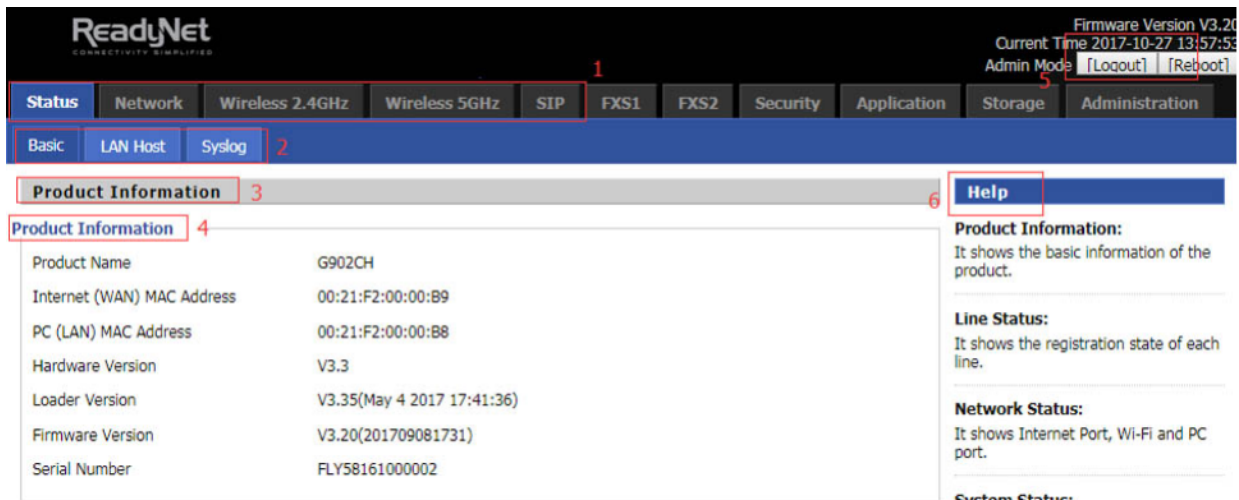 ReadyNet
CONNECTIVITY SIMPLIFIED
Firmware Version V3.20
Current Time 2017-10-27 13:57:53
Admin Mode [Logout] [Reboot]
1
5
Status Network Wireless 2.4GHz Wireless 5GHz SIP FXS1 FXS2 Security Application Storage Administration
Basic LAN Host Syslog 2
Product Information 3
6 Help
Product Information 4
Product Name G902CH
Internet (WAN) MAC Address 00:21:F2:00:00:B9
PC (LAN) MAC Address 00:21:F2:00:00:B8
Hardware Version V3.3
Loader Version V3.35(May 4 2017 17:41:36)
Firmware Version V3.20(201709081731)
Serial Number FLY58161000002
Product Information:
It shows the basic information of the
product.
Line Status:
It shows the registration state of each
line.
Network Status:
It shows Internet Port, Wi-Fi and PC
port.
System Status: